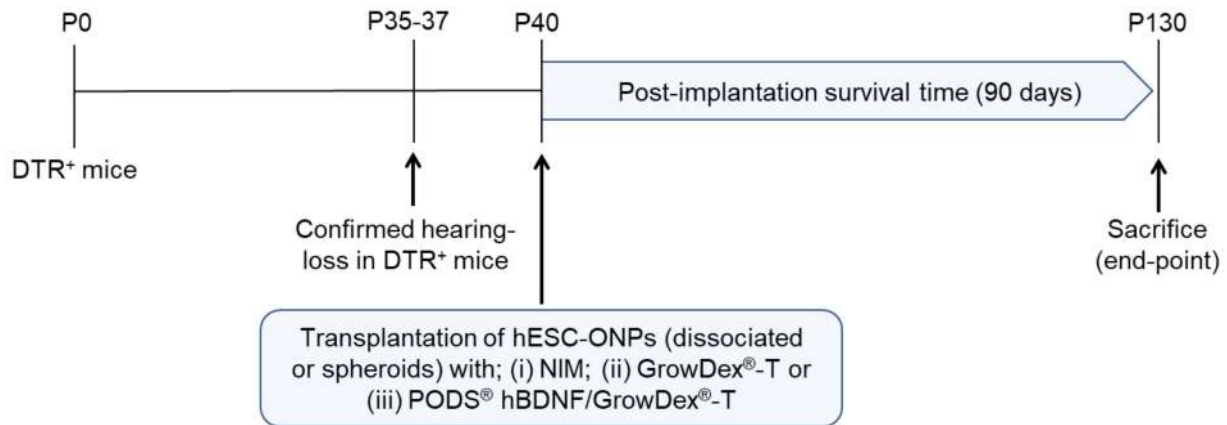 P0
P35-37
P40
P130
Post-implantation survival time (90 days)
DTR⁺ mice
Confirmed hearing-
loss in DTR⁺ mice
Sacrifice
(end-point)
Transplantation of hESC-ONPs (dissociated
or spheroids) with; (i) NIM; (ii) GrowDex®-T or
(iii) PODS® hBDNF/GrowDex®-T